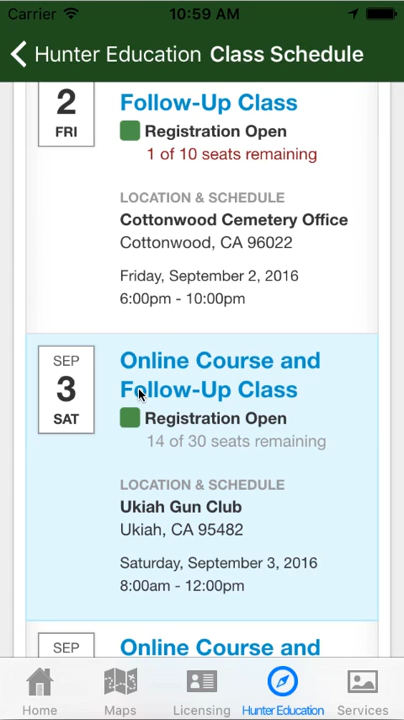 Carrier 10:59 AM
Hunter Education Class Schedule
2
FRI
Follow-Up Class
Registration Open
1 of 10 seats remaining
LOCATION & SCHEDULE
Cottonwood Cemetery Office
Cottonwood, CA 96022
Friday, September 2, 2016
6:00pm - 10:00pm
SEP
3
SAT
Online Course and
Follow-Up Class
Registration Open
14 of 30 seats remaining
LOCATION & SCHEDULE
Ukiah Gun Club
Ukiah, CA 95482
Saturday, September 3, 2016
8:00am - 12:00pm
SEP
Online Course and
Home Maps Licensing Hunter Education Services